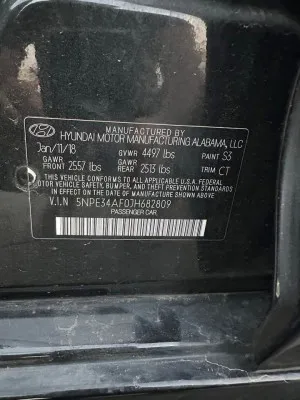 HYUNDAI MOTOR MANUFACTURING ALABAMA, LLC
Jan/11/18 GVWR 4497 lbs PAINT S3
GAWR FRONT 2557 lbs GAWR REAR 2513 lbs TRIM CT
THIS VEHICLE CONFORMS TO ALL APPLICABLE FEDERAL
MOTOR VEHICLE SAFETY, BUMPER, AND THEFT
PREVENTION STANDARDS IN EFFECT ON THE DATE OF
MANUFACTURE SHOWN ABOVE.
V.I.N 5NPE34AF0JH682809
PASSENGER CAR